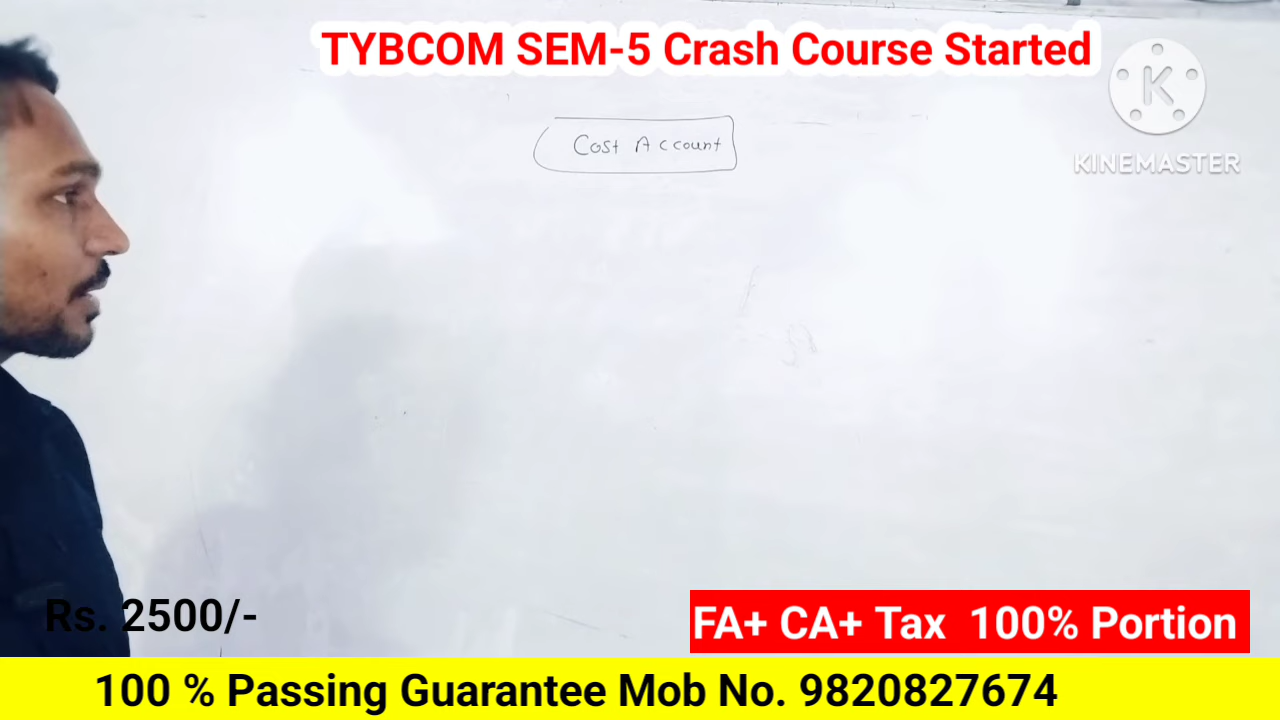 TYBCOM SEM-5 Crash Course Started
K
KINEMASTER
Cost Account
Rs. 2500/-
FA+ CA+ Tax 100% Portion
100 % Passing Guarantee Mob No. 9820827674